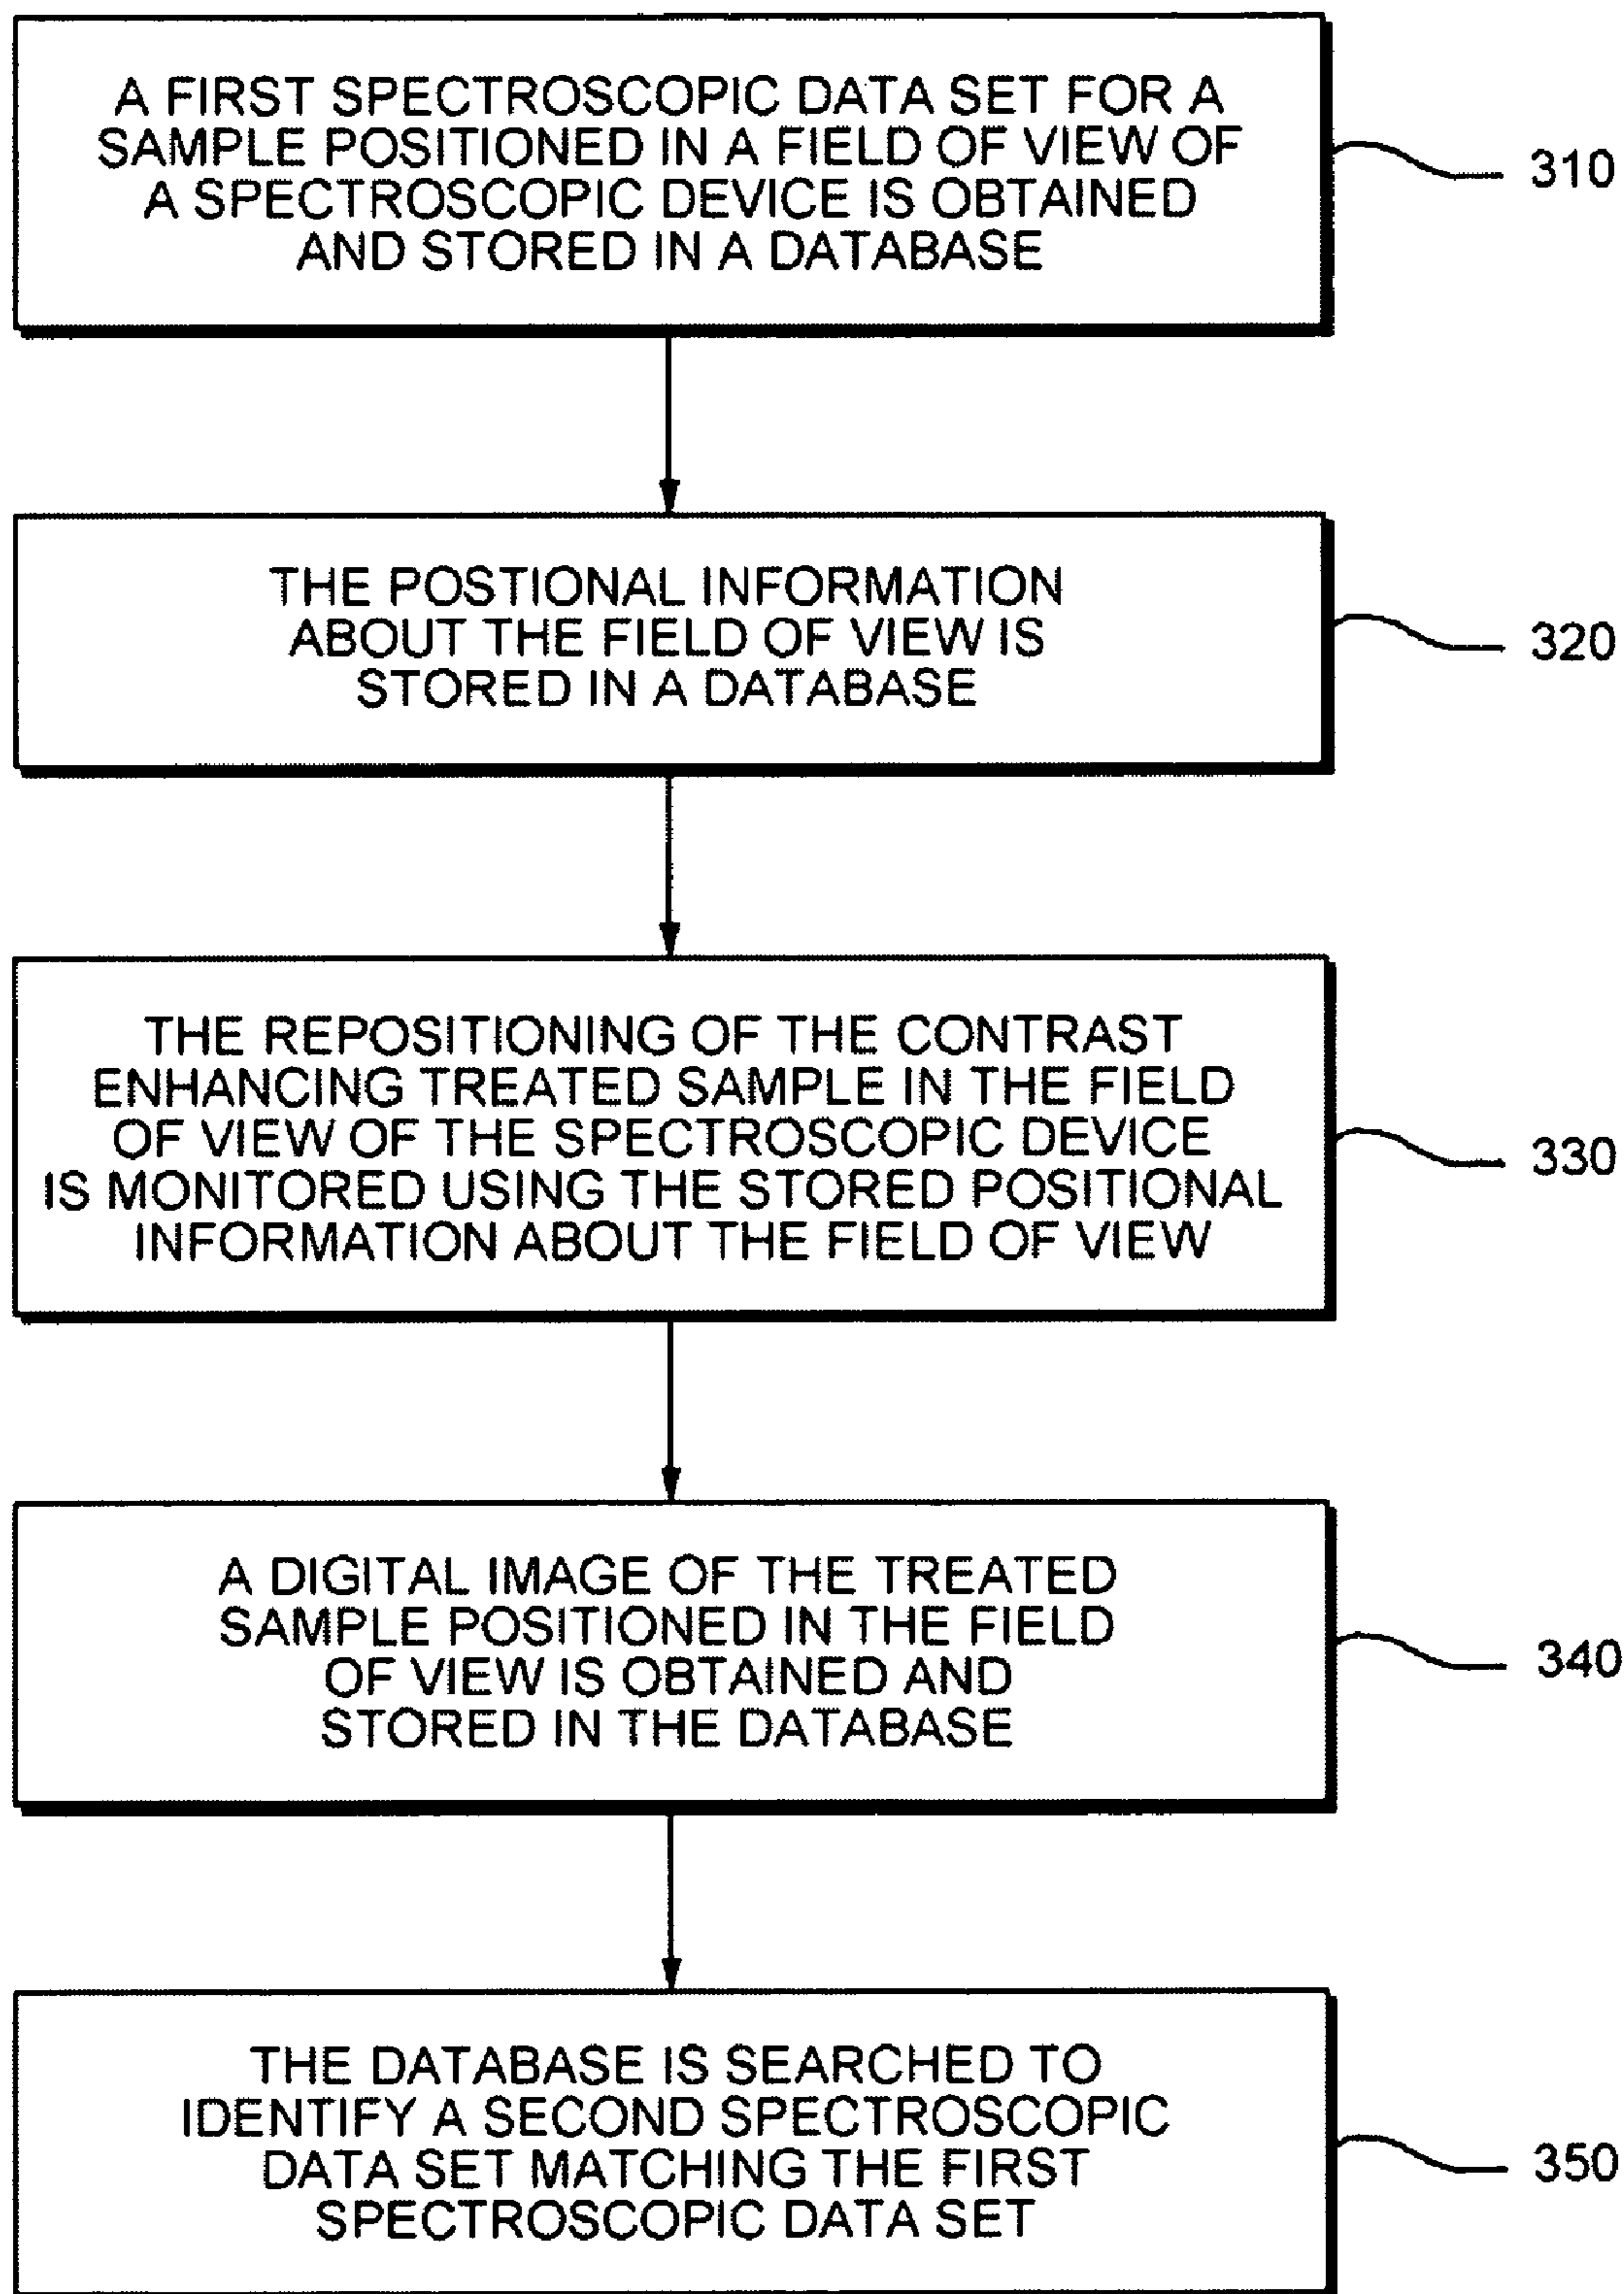 A FIRST SPECTROSCOPIC DATA SET FOR A
SAMPLE POSITIONED IN A FIELD OF VIEW OF
A SPECTROSCOPIC DEVICE IS OBTAINED
AND STORED IN A DATABASE
310
THE POSTIONAL INFORMATION
ABOUT THE FIELD OF VIEW IS
STORED IN A DATABASE
320
THE REPOSITIONING OF THE CONTRAST
ENHANCING TREATED SAMPLE IN THE FIELD
OF VIEW OF THE SPECTROSCOPIC DEVICE
IS MONITORED USING THE STORED POSITIONAL
INFORMATION ABOUT THE FIELD OF VIEW
330
A DIGITAL IMAGE OF THE TREATED
SAMPLE POSITIONED IN THE FIELD
OF VIEW IS OBTAINED AND
STORED IN THE DATABASE
340
THE DATABASE IS SEARCHED TO
IDENTIFY A SECOND SPECTROSCOPIC
DATA SET MATCHING THE FIRST
SPECTROSCOPIC DATA SET
350